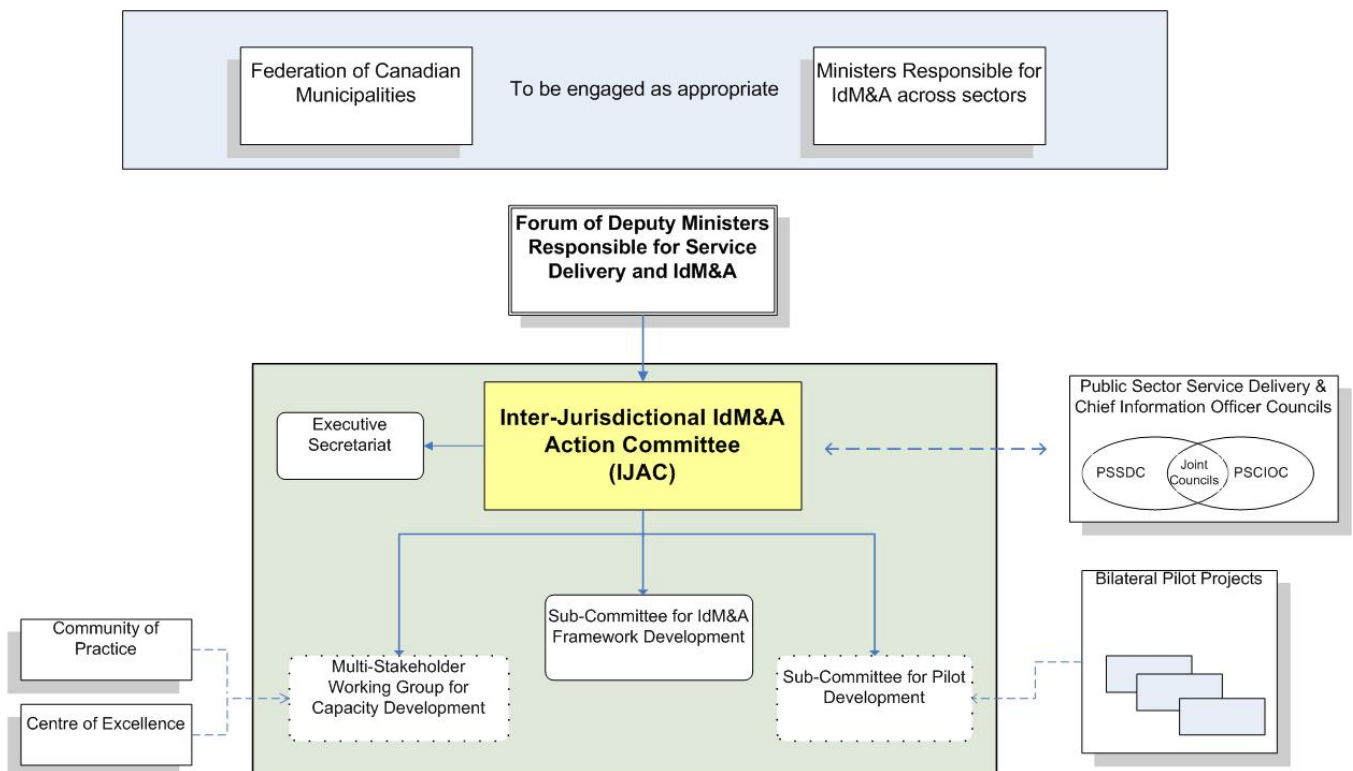 Federation of Canadian
Municipalities
To be engaged as appropriate
Ministers Responsible for
IdM&A across sectors
Forum of Deputy Ministers
Responsible for Service
Delivery and IdM&A
Inter-Jurisdictional IdM&A
Action Committee
(IJAC)
Executive
Secretariat
Public Sector Service Delivery &
Chief Information Officer Councils
PSSDC
Joint
Councils
PSCIOC
Bilateral Pilot Projects
Sub-Committee for IdM&A
Framework Development
Community of
Practice
Centre of Excellence
Multi-Stakeholder
Working Group for
Capacity Development
Sub-Committee for Pilot
Development